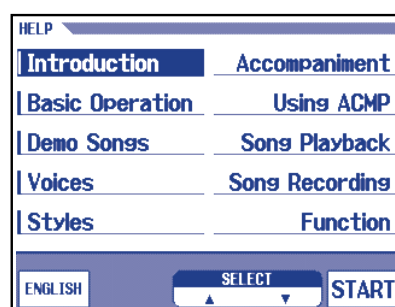 HELP
Introduction
Accompaniment
Basic Operation
Using ACMP
Demo Songs
Song Playback
Voices
Song Recording
Styles
Function
ENGLISH
SELECT
▲ ▼
START